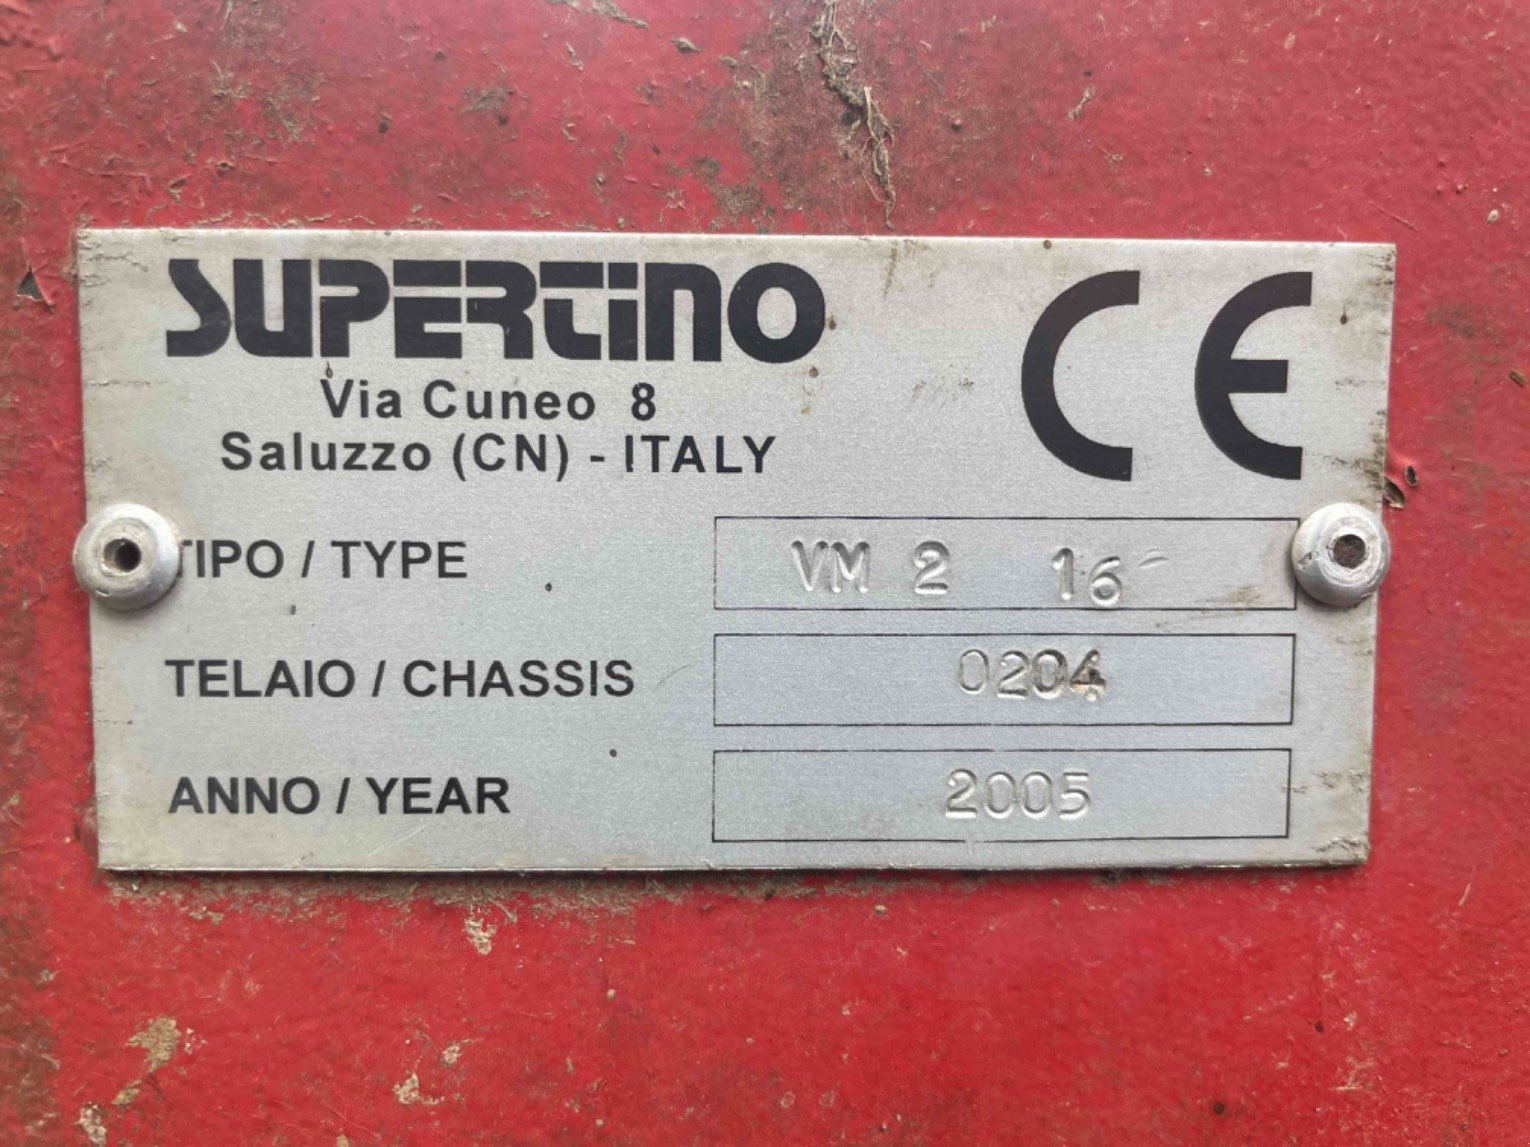 SUPERTiNO
CE
Via Cuneo 8
Saluzzo (CN) - ITALY
TIPO / TYPE VM 2 16
TELAIO / CHASSIS 0204
ANNO / YEAR 2005